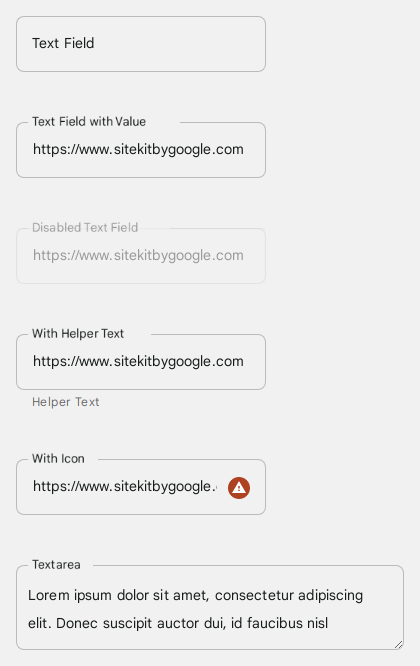 Text Field
Text Field with Value
https://www.sitekitbygoogle.com
Disabled Text Field
https://www.sitekitbygoogle.com
With Helper Text
https://www.sitekitbygoogle.com
Helper Text
With Icon
https://www.sitekitbygoogle.
Textarea
Lorem ipsum dolor sit amet, consectetur adipiscing
elit. Donec suscipit auctor dui, id faucibus nisl